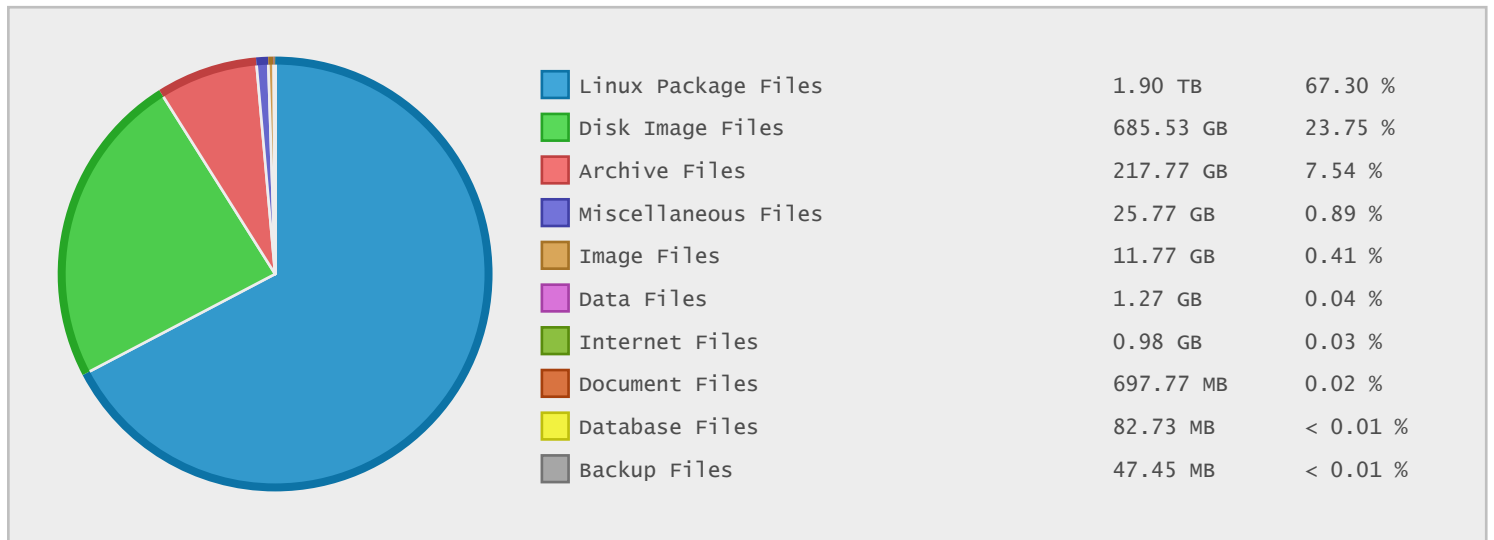 Linux Package Files 1.90 TB 67.30 %
Disk Image Files 685.53 GB 23.75 %
Archive Files 217.77 GB 7.54 %
Miscellaneous Files 25.77 GB 0.89 %
Image Files 11.77 GB 0.41 %
Data Files 1.27 GB 0.04 %
Internet Files 0.98 GB 0.03 %
Document Files 697.77 MB 0.02 %
Database Files 82.73 MB < 0.01 %
Backup Files 47.45 MB < 0.01 %